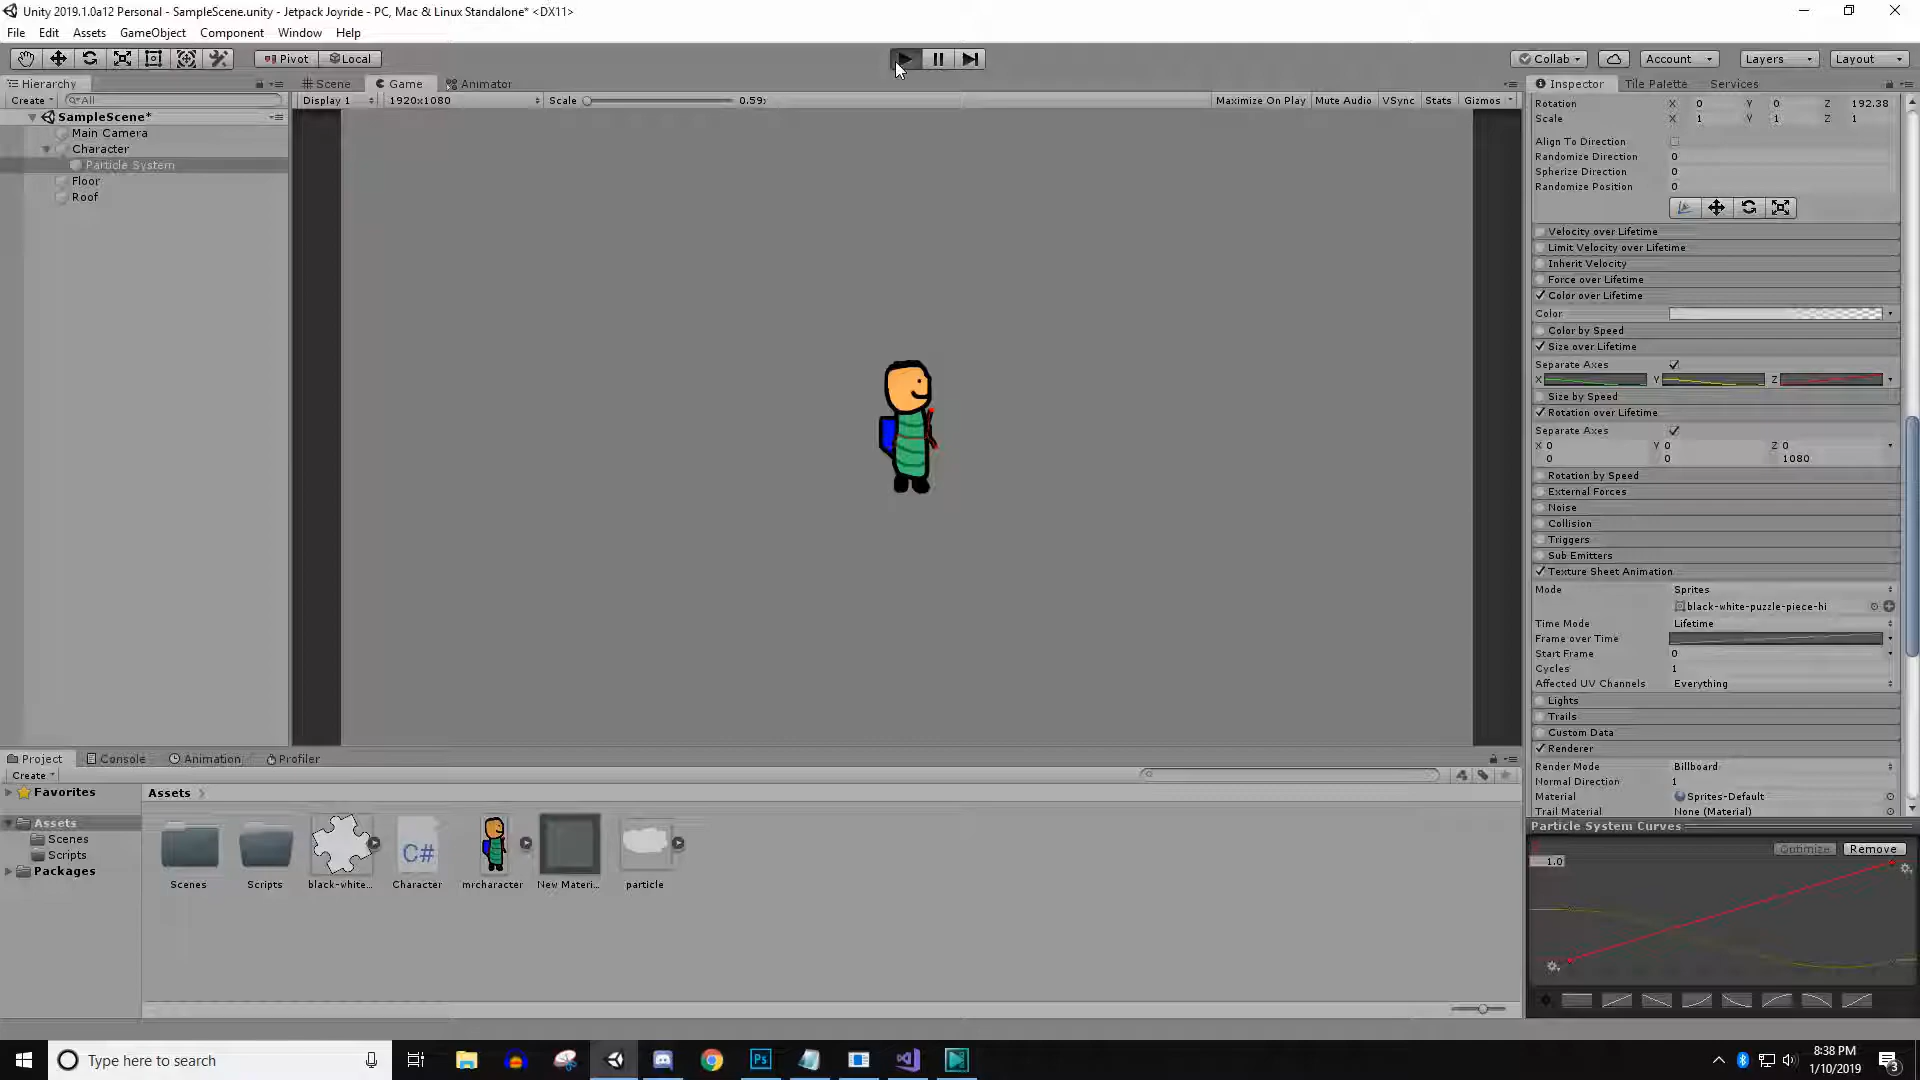 Unity 2019.1.0a12 Personal - SampleScene.unity - Jetpack Joyride - PC, Mac & Linux Standalone* <DX11>
File Edit Assets GameObject Component Window Help
Pivot Local Collab Account Layers Layout
Hierarchy Scene Game Animator Inspector Tile Palette Services
Create All Display 1 1920x1080 Scale 0.59x Maximize On Play Mute Audio VSync Stats Gizmos
SampleScene*
Main Camera
Character
Particle System
Floor
Roof
Rotation X 0 Y 0 Z 192.38
Scale X 1 Y 1 Z 1
Align To Direction
Randomize Direction 0
Spherize Direction 0
Randomize Position 0
Velocity over Lifetime
Limit Velocity over Lifetime
Inherit Velocity
Force over Lifetime
Color over Lifetime
Color
Color by Speed
Size over Lifetime
Separate Axes
X Y Z
Size by Speed
Rotation over Lifetime
Separate Axes
X 0 Y 0 Z 0
0 0 1080
Rotation by Speed
External Forces
Noise
Collision
Triggers
Sub Emitters
Texture Sheet Animation
Mode Sprites
black-white-puzzle-piece-hi
Time Mode Lifetime
Frame over Time
Start Frame 0
Cycles 1
Affected UV Channels Everything
Lights
Trails
Custom Data
Renderer
Render Mode Billboard
Normal Direction 1
Material Sprites-Default
Trail Material None (Material)
Particle System Curves
Optimize Remove
1.0
Project Console Animation Profiler
Create
Favorites Assets
Assets
Scenes
Scripts
Packages
C#
Scenes Scripts black-white... Character mrcharacter New Materi... particle
Type here to search
Ps
8:38 PM
1/10/2019
3